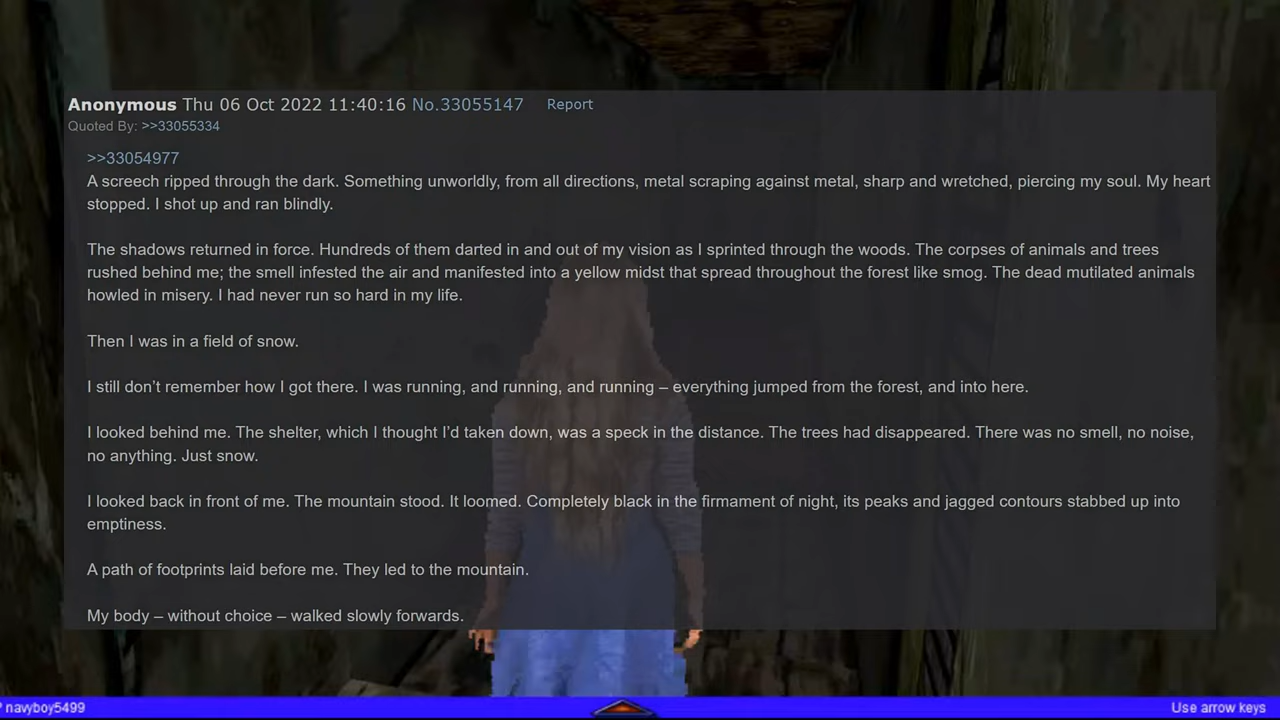 Anonymous Thu 06 Oct 2022 11:40:16 No.33055147 Report
Quoted By: >>33055334
>>33054977
A screech ripped through the dark. Something unworldly, from all directions, metal scraping against metal, sharp and wretched, piercing my soul. My heart
stopped. I shot up and ran blindly.
The shadows returned in force. Hundreds of them darted in and out of my vision as I sprinted through the woods. The corpses of animals and trees
rushed behind me; the smell infested the air and manifested into a yellow midst that spread throughout the forest like smog. The dead mutilated animals
howled in misery. I had never run so hard in my life.
Then I was in a field of snow.
I still don’t remember how I got there. I was running, and running, and running – everything jumped from the forest, and into here.
I looked behind me. The shelter, which I thought I’d taken down, was a speck in the distance. The trees had disappeared. There was no smell, no noise,
no anything. Just snow.
I looked back in front of me. The mountain stood. It loomed. Completely black in the firmament of night, its peaks and jagged contours stabbed up into
emptiness.
A path of footprints laid before me. They led to the mountain.
My body – without choice – walked slowly forwards.
navyboy5499
Use arrow keys